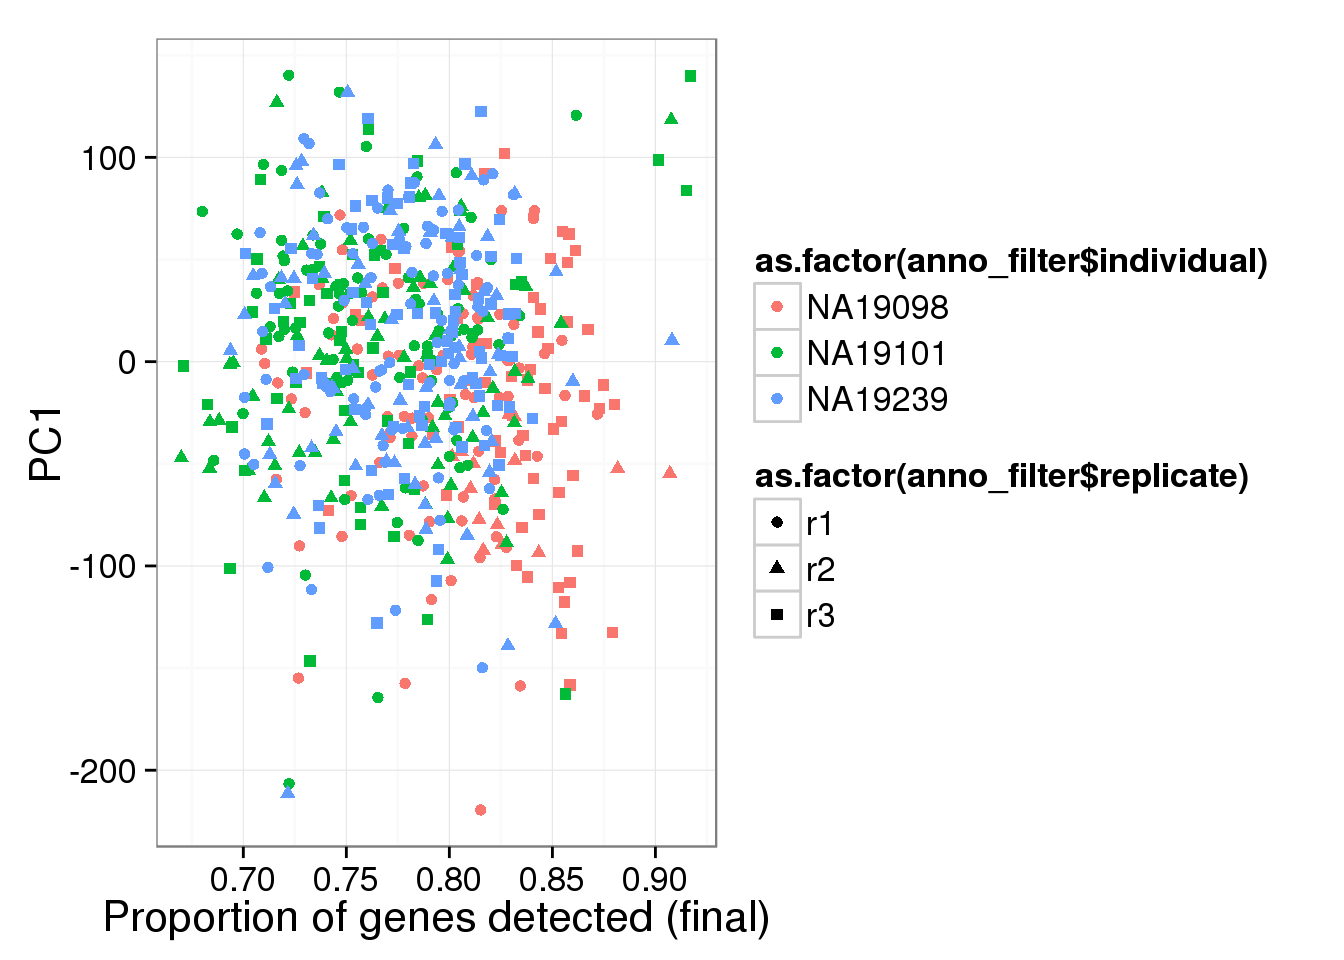 100
0
-100
-200
PC1
0.70 0.75 0.80 0.85 0.90
Proportion of genes detected (final)
as.factor(anno_filter$individual)
NA19098
NA19101
NA19239
as.factor(anno_filter$replicate)
r1
r2
r3